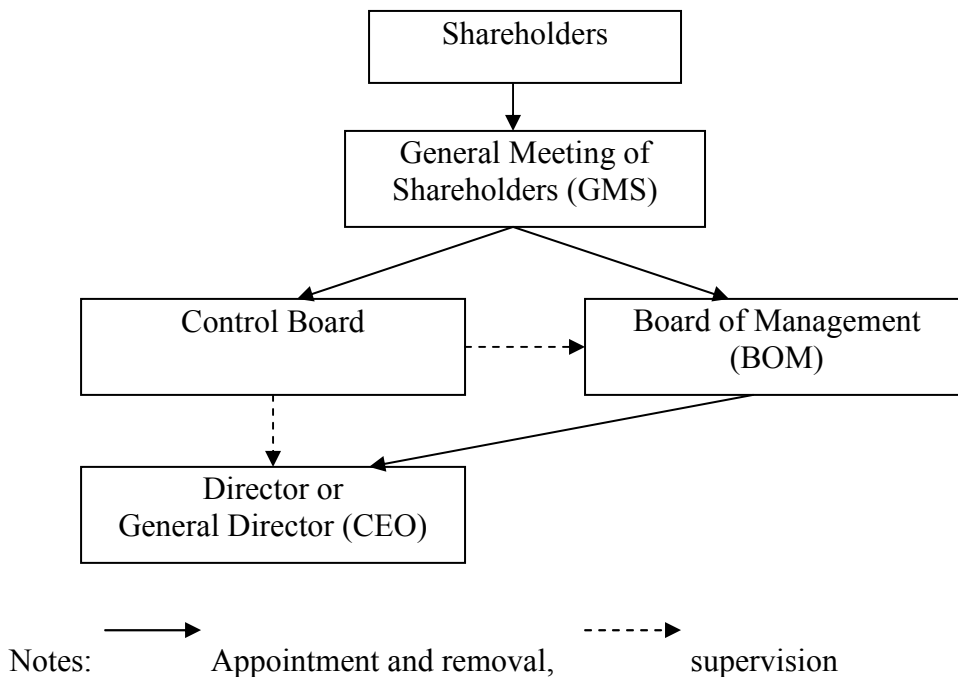 Shareholders
General Meeting of
Shareholders (GMS)
Control Board
Board of Management
(BOM)
Director or
General Director (CEO)
Notes: Appointment and removal, supervision